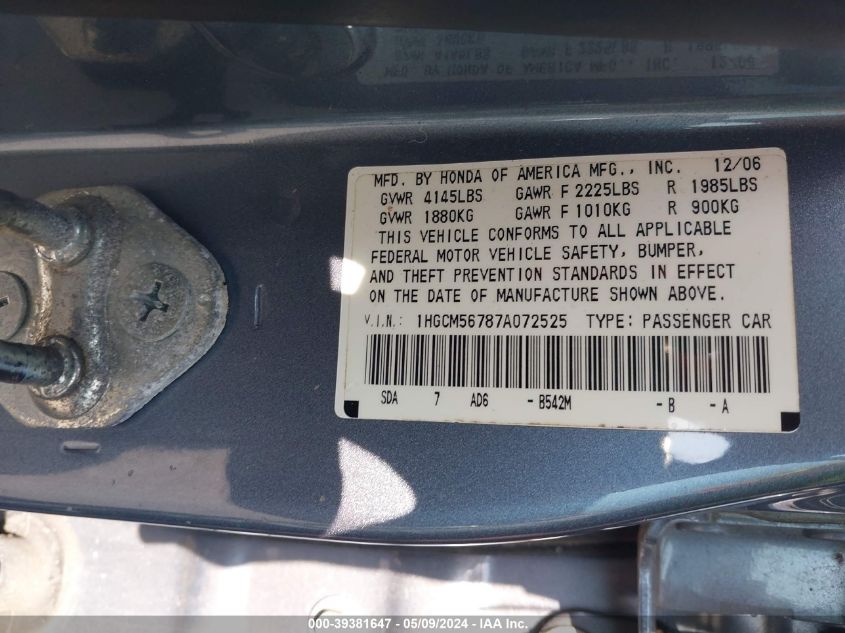 MFD. BY HONDA OF AMERICA MFG., INC. 12/06
GVWR 4145LBS GAWR F 2225LBS R 1985LBS
GVWR 1880KG GAWR F 1010KG R 900KG
THIS VEHICLE CONFORMS TO ALL APPLICABLE
FEDERAL MOTOR VEHICLE SAFETY, BUMPER,
AND THEFT PREVENTION STANDARDS IN EFFECT
ON THE DATE OF MANUFACTURE SHOWN ABOVE.
V.I.N.: 1HGCM56787A072525 TYPE: PASSENGER CAR
SDA 7 AD6 -B542M -B -A
000-39381647 - 05/09/2024 - IAAI.com